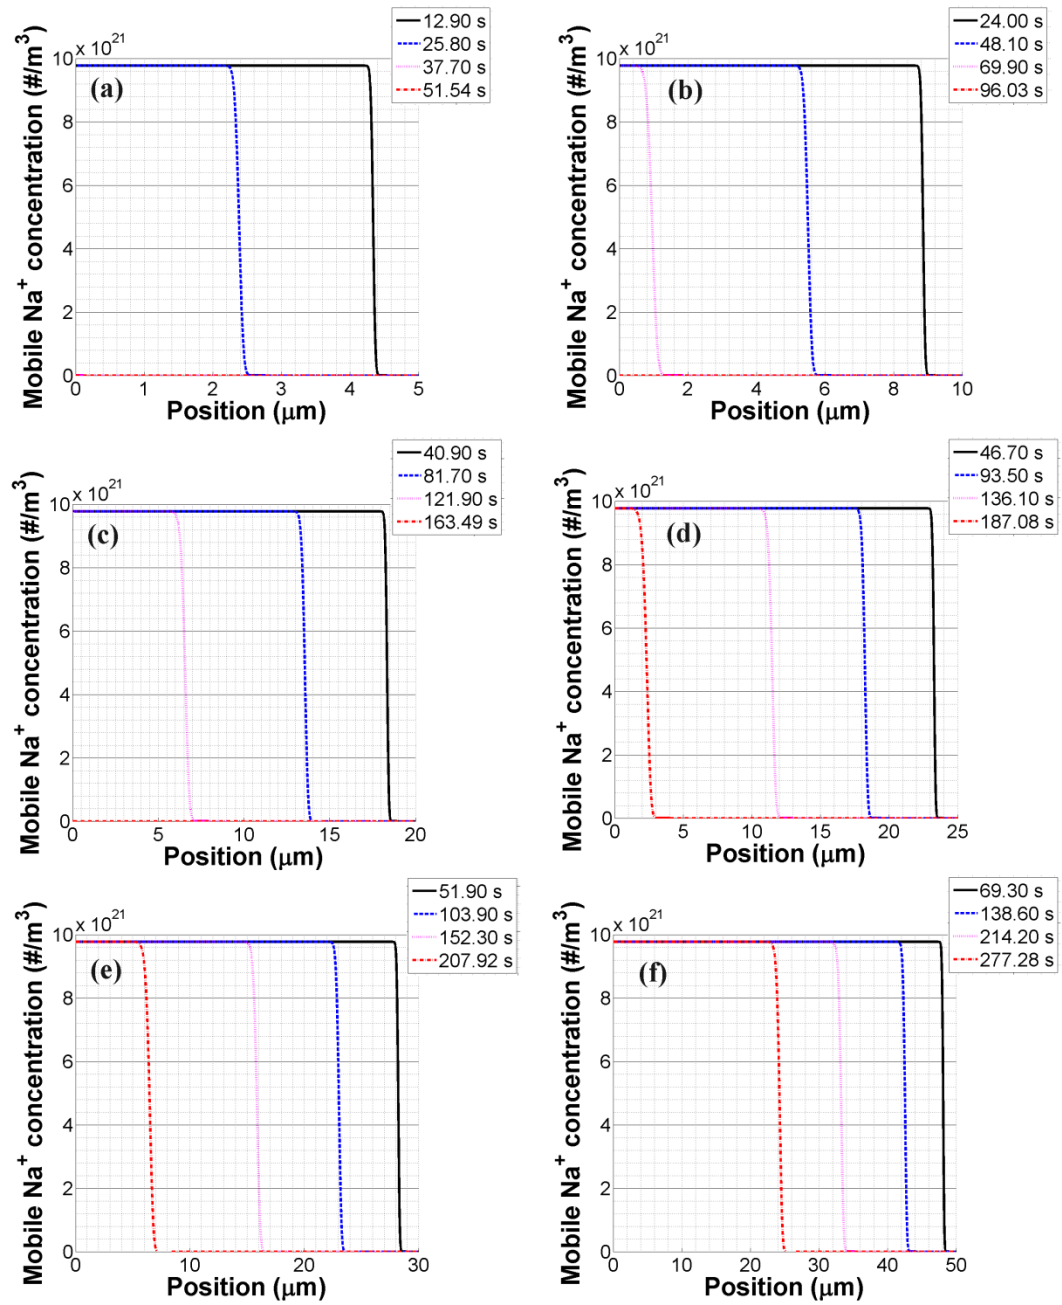 12.90 s
25.80 s
37.70 s
51.54 s
x 10^21
10
8
6
4
2
0
(a)
Mobile Na⁺ concentration (#/m³)
0 1 2 3 4 5
Position (μm)
24.00 s
48.10 s
69.90 s
96.03 s
x 10^21
10
8
6
4
2
0
(b)
Mobile Na⁺ concentration (#/m³)
0 2 4 6 8 10
Position (μm)
40.90 s
81.70 s
121.90 s
163.49 s
x 10^21
10
8
6
4
2
0
(c)
Mobile Na⁺ concentration (#/m³)
0 5 10 15 20
Position (μm)
46.70 s
93.50 s
136.10 s
187.08 s
x 10^21
10
8
6
4
2
0
(d)
Mobile Na⁺ concentration (#/m³)
0 5 10 15 20 25
Position (μm)
51.90 s
103.90 s
152.30 s
207.92 s
x 10^21
10
8
6
4
2
0
(e)
Mobile Na⁺ concentration (#/m³)
0 10 20 30
Position (μm)
69.30 s
138.60 s
214.20 s
277.28 s
x 10^21
10
8
6
4
2
0
(f)
Mobile Na⁺ concentration (#/m³)
0 10 20 30 40 50
Position (μm)